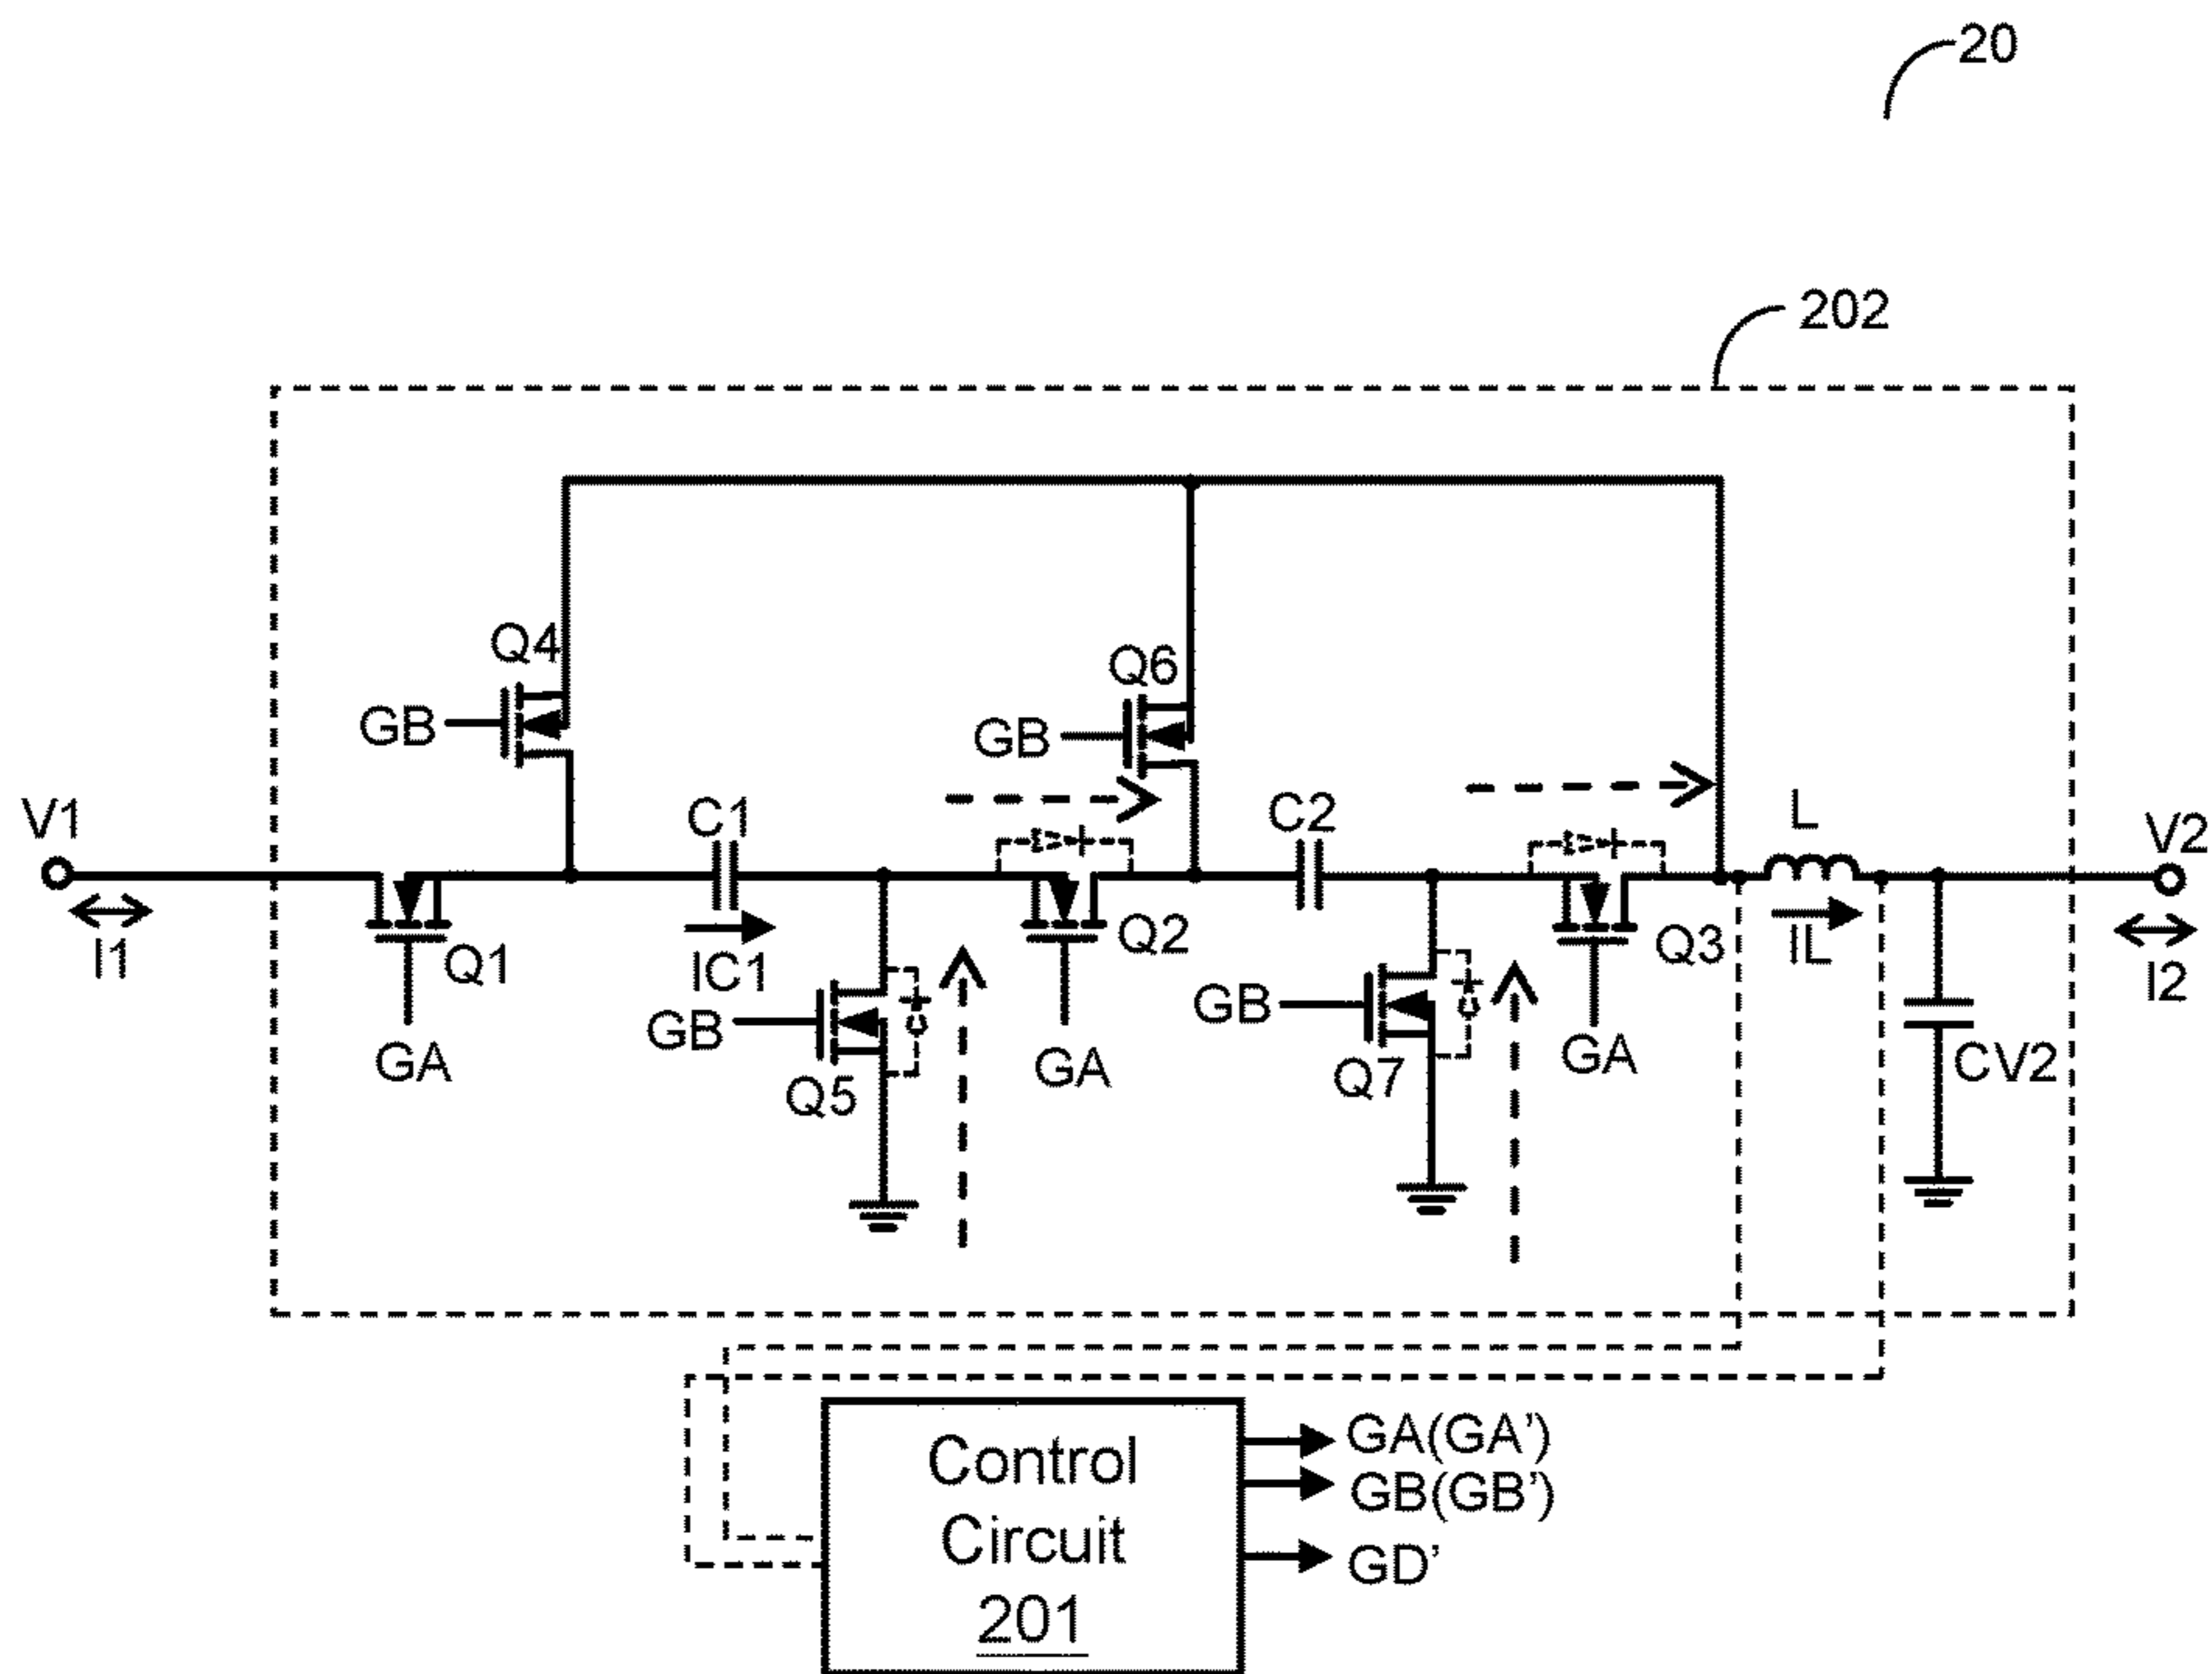 20
202
Q4
Q6
GB
GB
V1
C1
C2
L
V2
I1
Q1
IC1
Q2
Q3
IL
I2
GB
GB
GA
Q5
GA
Q7
GA
CV2
Control
Circuit
201
GA(GA')
GB(GB')
GD'